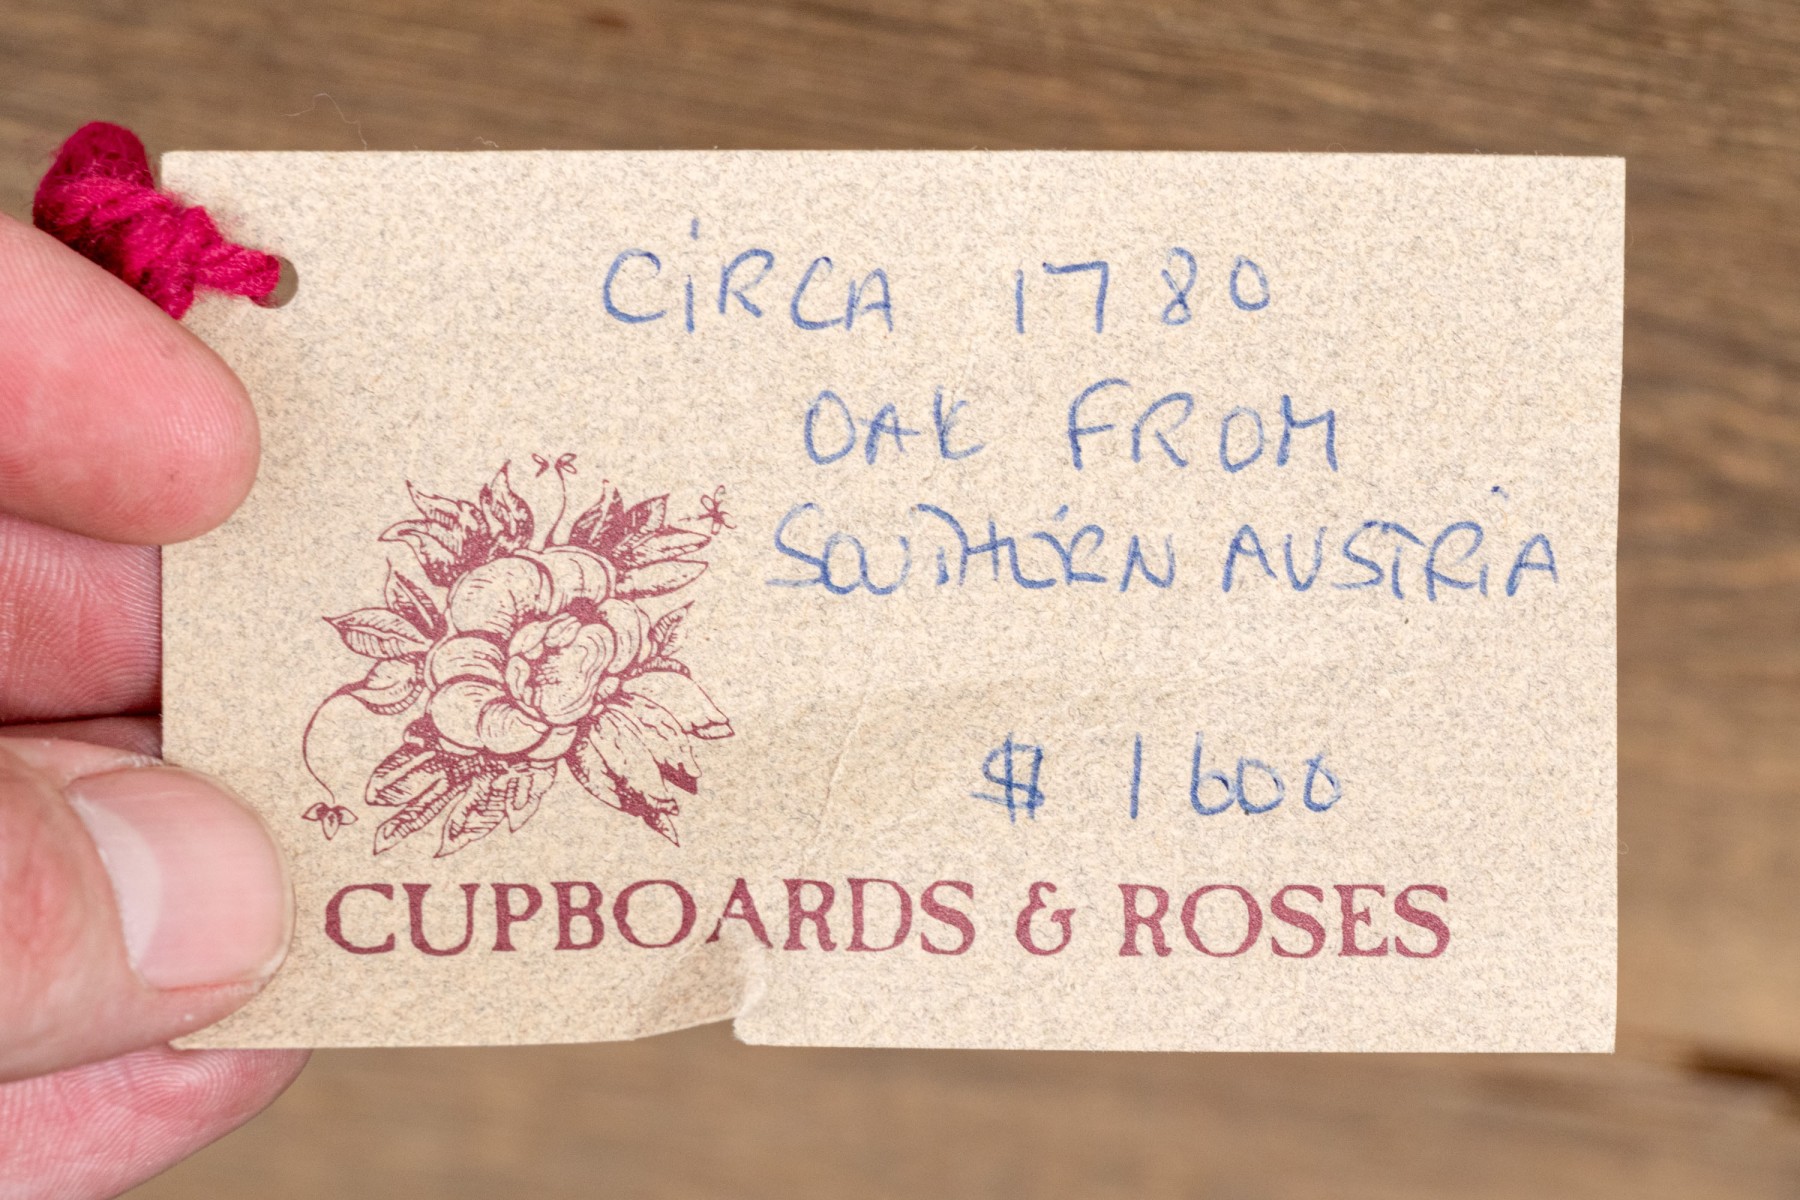 CiRCA 1780
OAK FROM
SOUTHERN AUSTRiA
$ 1600
CUPBOARDS & ROSES